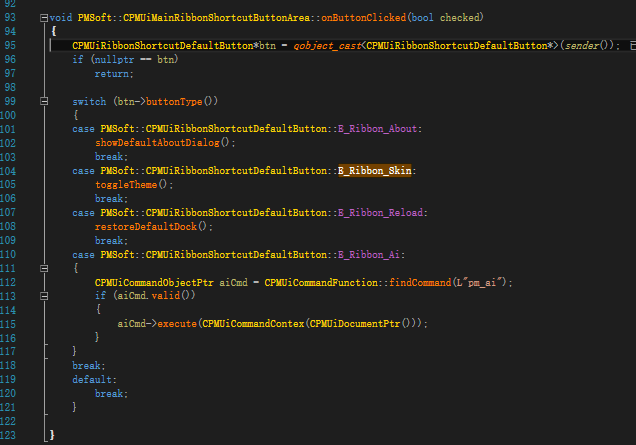 92
93 void PMSoft::CPMUiMainRibbonShortcutButtonArea::onButtonClicked(bool checked)
94 {
95     CPMUiRibbonShortcutDefaultButton*btn = qobject_cast<CPMUiRibbonShortcutDefaultButton*>(sender());
96     if (nullptr == btn)
97         return;
98
99     switch (btn->buttonType())
100     {
101     case PMSoft::CPMUiRibbonShortcutDefaultButton::E_Ribbon_About:
102         showDefaultAboutDialog();
103         break;
104     case PMSoft::CPMUiRibbonShortcutDefaultButton::E_Ribbon_Skin:
105         toggleTheme();
106         break;
107     case PMSoft::CPMUiRibbonShortcutDefaultButton::E_Ribbon_Reload:
108         restoreDefaultDock();
109         break;
110     case PMSoft::CPMUiRibbonShortcutDefaultButton::E_Ribbon_Ai:
111     {
112         CPMUiCommandObjectPtr aiCmd = CPMUiCommandFunction::findCommand(L"pm_ai");
113         if (aiCmd.valid())
114         {
115             aiCmd->execute(CPMUiCommandContex(CPMUiDocumentPtr()));
116         }
117     }
118     break;
119     default:
120         break;
121     }
122
123 }